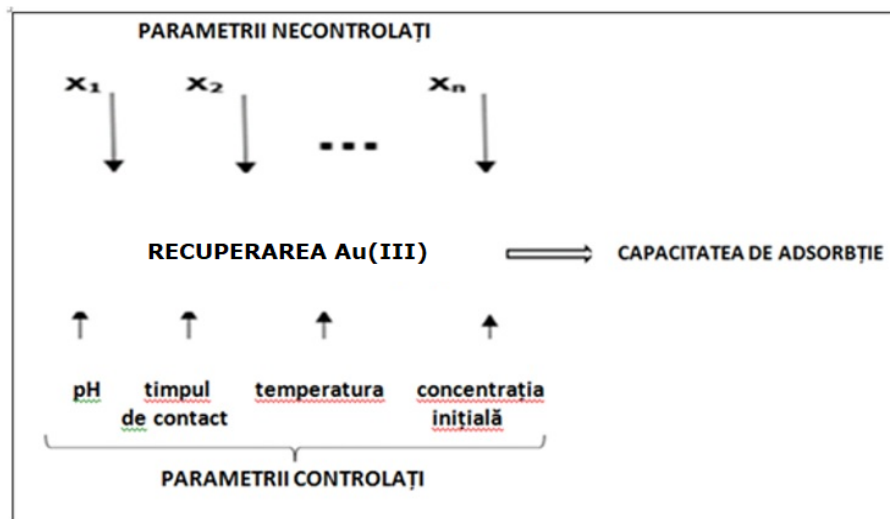 PARAMETRII NECONTROLAȚI
X₁ X₂ Xₙ
RECUPERAREA Au(III) CAPACITATEA DE ADSORBȚIE
pH timpul temperatura concentrația
de contact inițială
PARAMETRII CONTROLAȚI